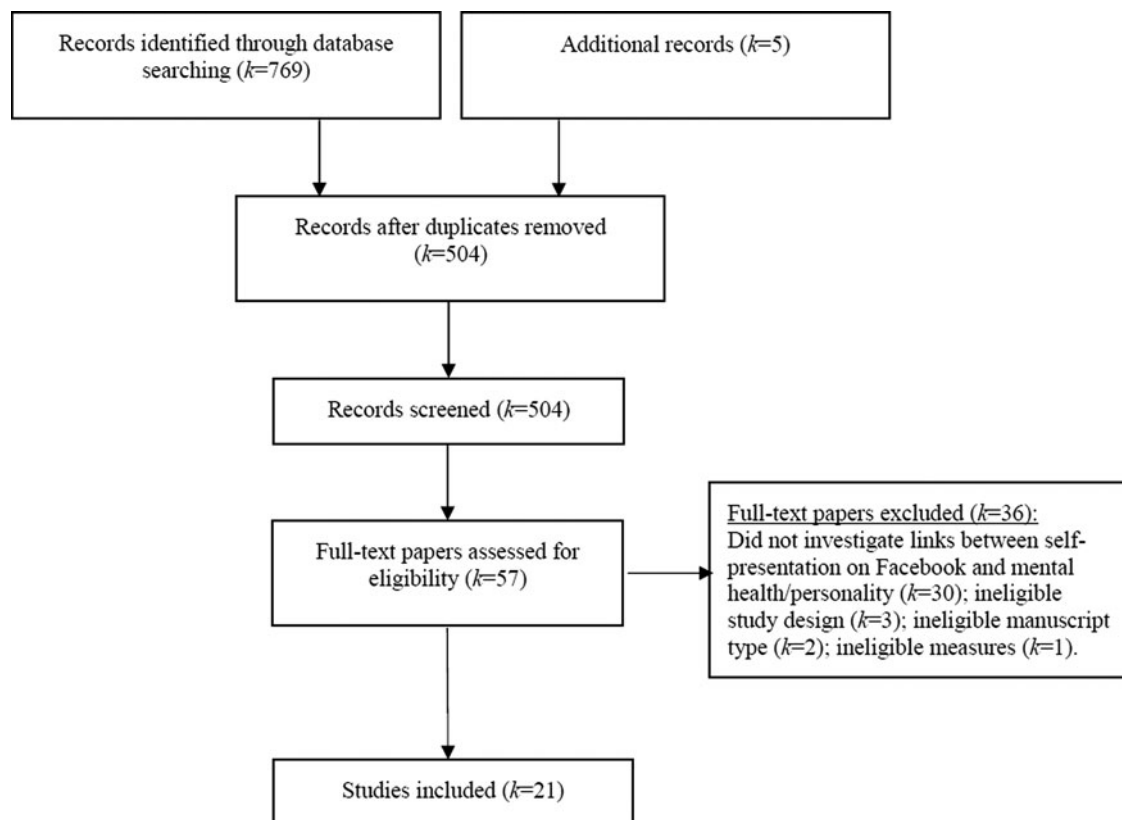 Records identified through database
searching (k=769)
Additional records (k=5)
Records after duplicates removed
(k=504)
Records screened (k=504)
Full-text papers assessed for
eligibility (k=57)
Full-text papers excluded (k=36):
Did not investigate links between self-
presentation on Facebook and mental
health/personality (k=30); ineligible
study design (k=3); ineligible manuscript
type (k=2); ineligible measures (k=1).
Studies included (k=21)